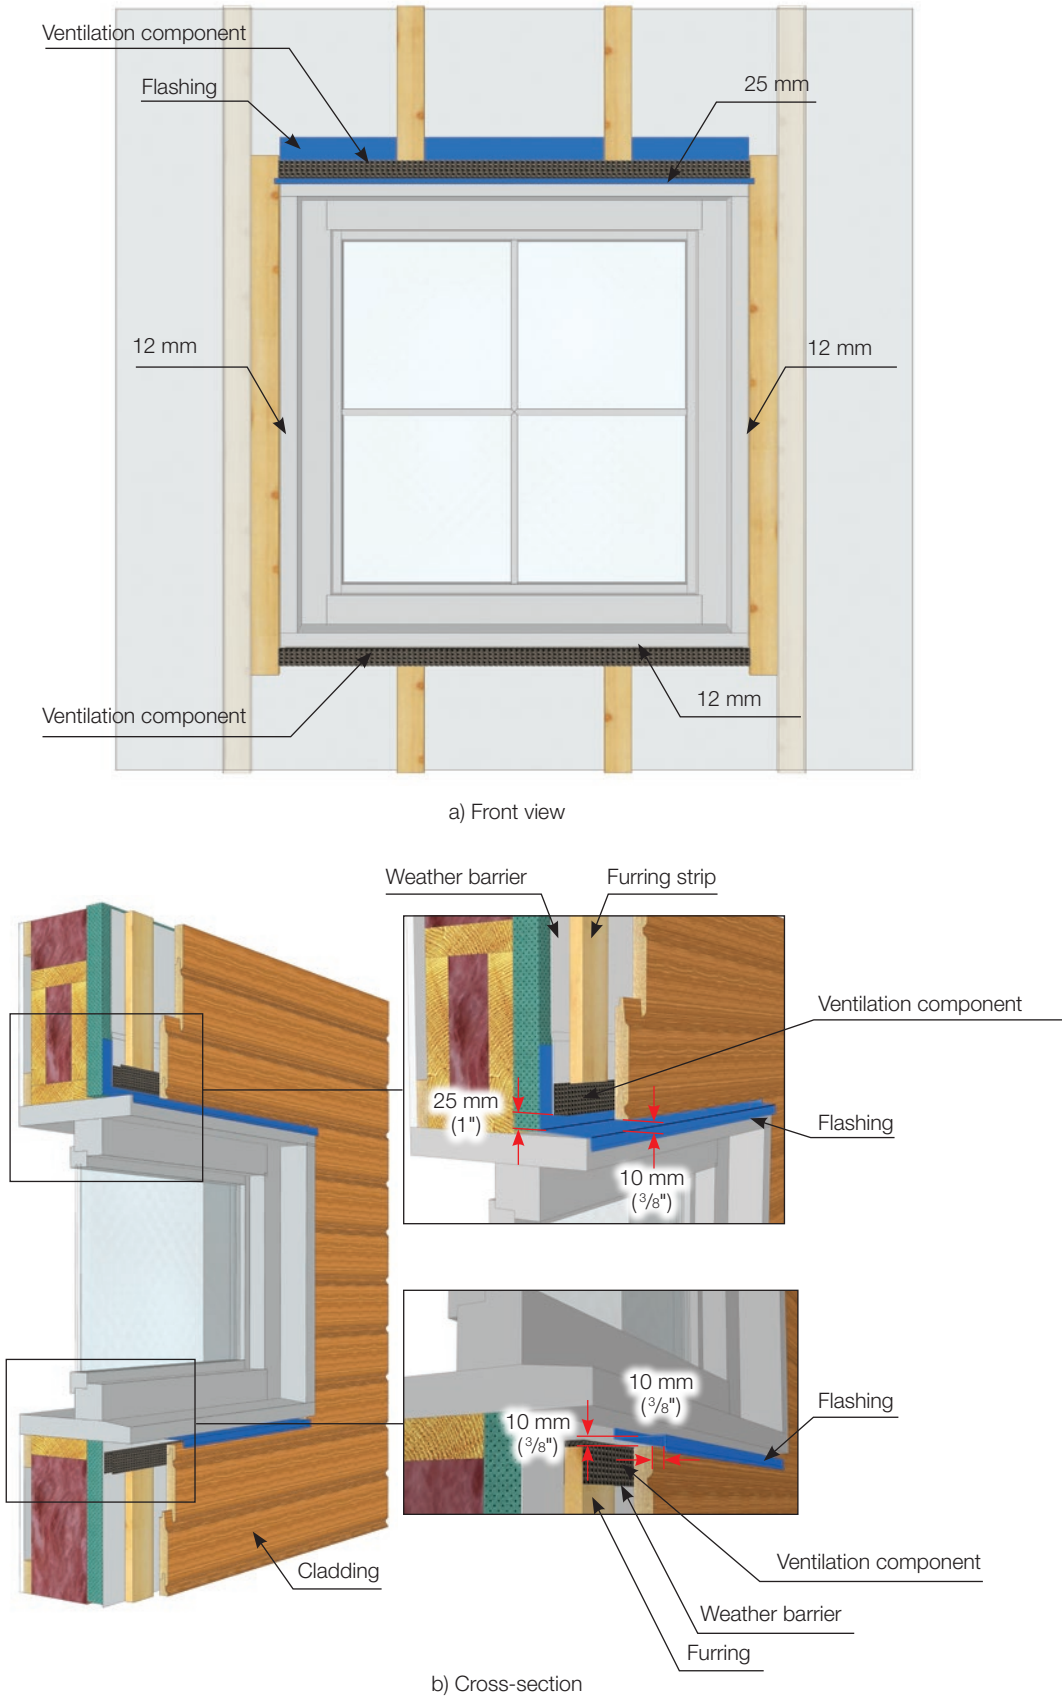 Ventilation component
Flashing
25 mm
12 mm
12 mm
12 mm
Ventilation component
a) Front view
Weather barrier
Furring strip
Ventilation component
25 mm
(1")
Flashing
10 mm
(3/8")
10 mm
(3/8")
Flashing
10 mm
(3/8")
Ventilation component
Cladding
Weather barrier
Furring
b) Cross-section